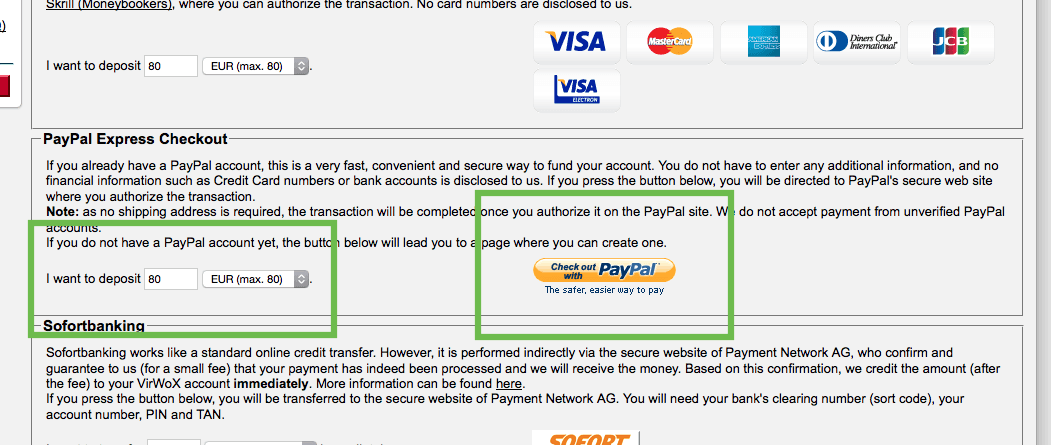 Skrill (Moneybookers), where you can authorize the transaction. No card numbers are disclosed to us.
VISA MasterCard AMERICAN EXPRESS Diners Club International JCB
I want to deposit 80 EUR (max. 80) .
VISA ELECTRON
PayPal Express Checkout
If you already have a PayPal account, this is a very fast, convenient and secure way to fund your account. You do not have to enter any additional information, and no
financial information such as Credit Card numbers or bank accounts is disclosed to us. If you press the button below, you will be directed to PayPal's secure web site
where you authorize the transaction.
Note: as no shipping address is required, the transaction will be completed once you authorize it on the PayPal site. We do not accept payment from unverified PayPal
accounts.
If you do not have a PayPal account yet, the button below will lead you to a page where you can create one.
I want to deposit 80 EUR (max. 80) .
Check out with PayPal
The safer, easier way to pay
Sofortbanking
Sofortbanking works like a standard online credit transfer. However, it is performed indirectly via the secure website of Payment Network AG, who confirm and
guarantee to us (for a small fee) that your payment has indeed been processed and we will receive the money. Based on this confirmation, we credit the amount (after
the fee) to your VirWoX account immediately. More information can be found here.
If you press the button below, you will be transferred to the secure website of Payment Network AG. You will need your bank's clearing number (sort code), your
account number, PIN and TAN.
SOFORT